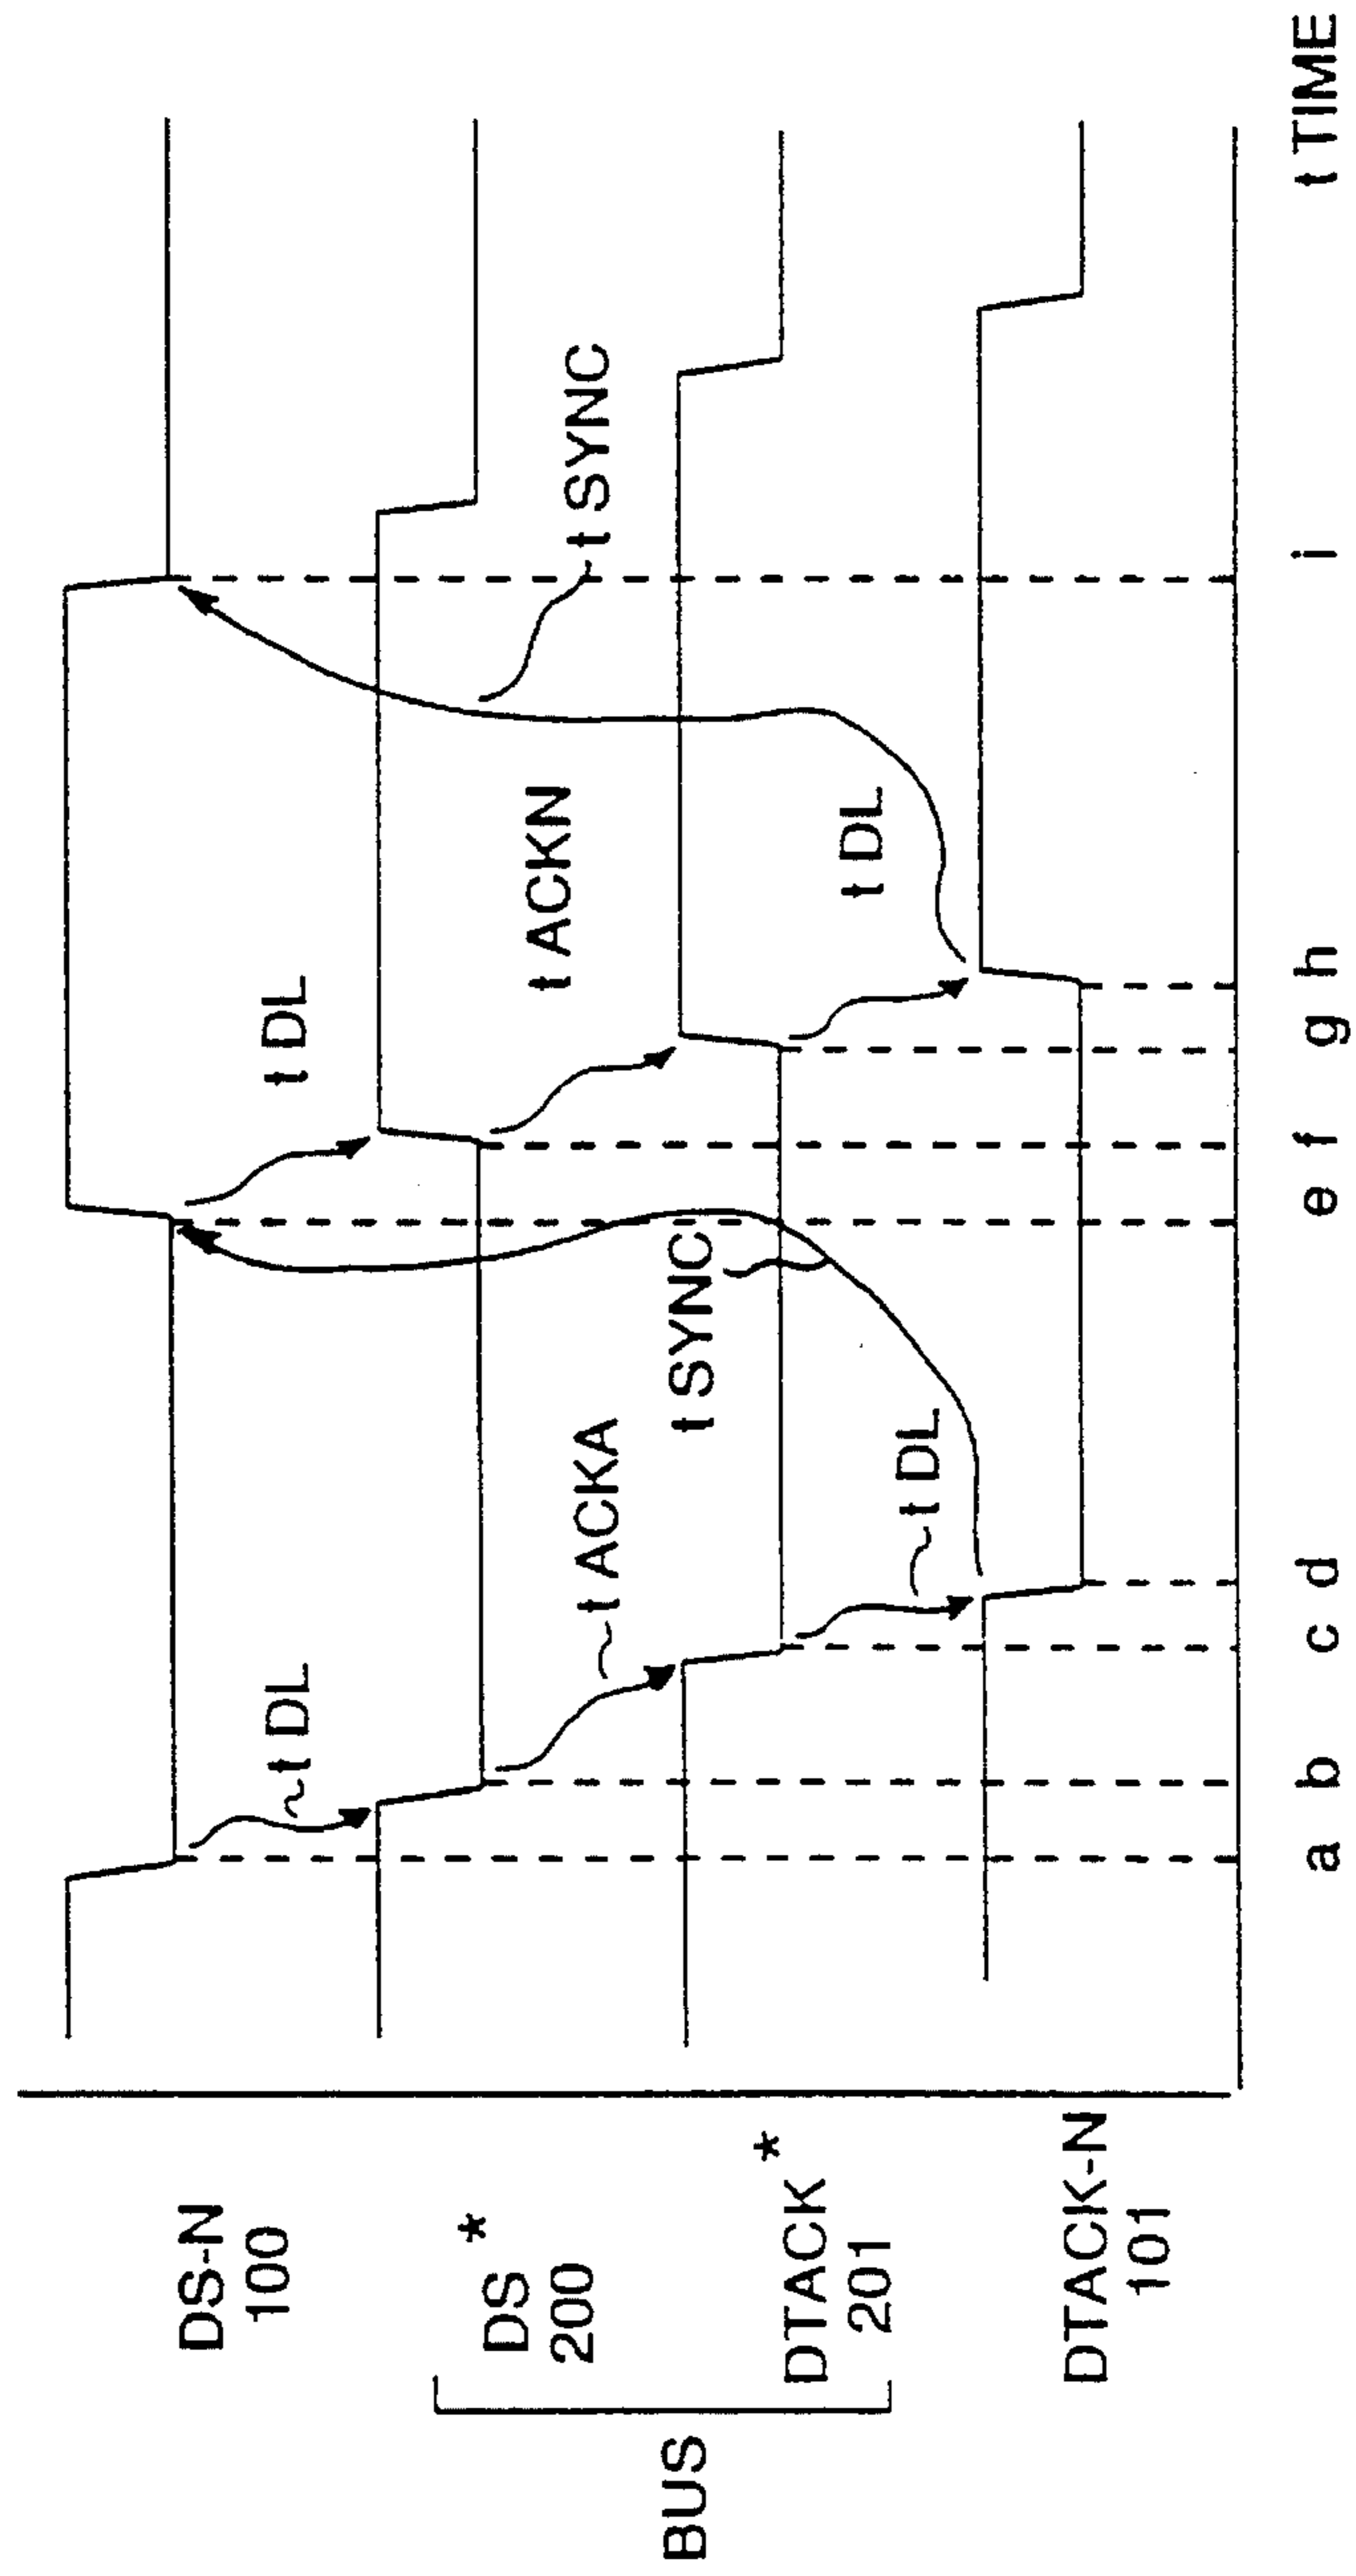 DS-N
100
t DL
t DL
BUS
DS*
200
t ACKA
t ACKN
t SYNC
t SYNC
DTACK*
201
t DL
t DL
DTACK-N
101
a b c d e f g h i t TIME